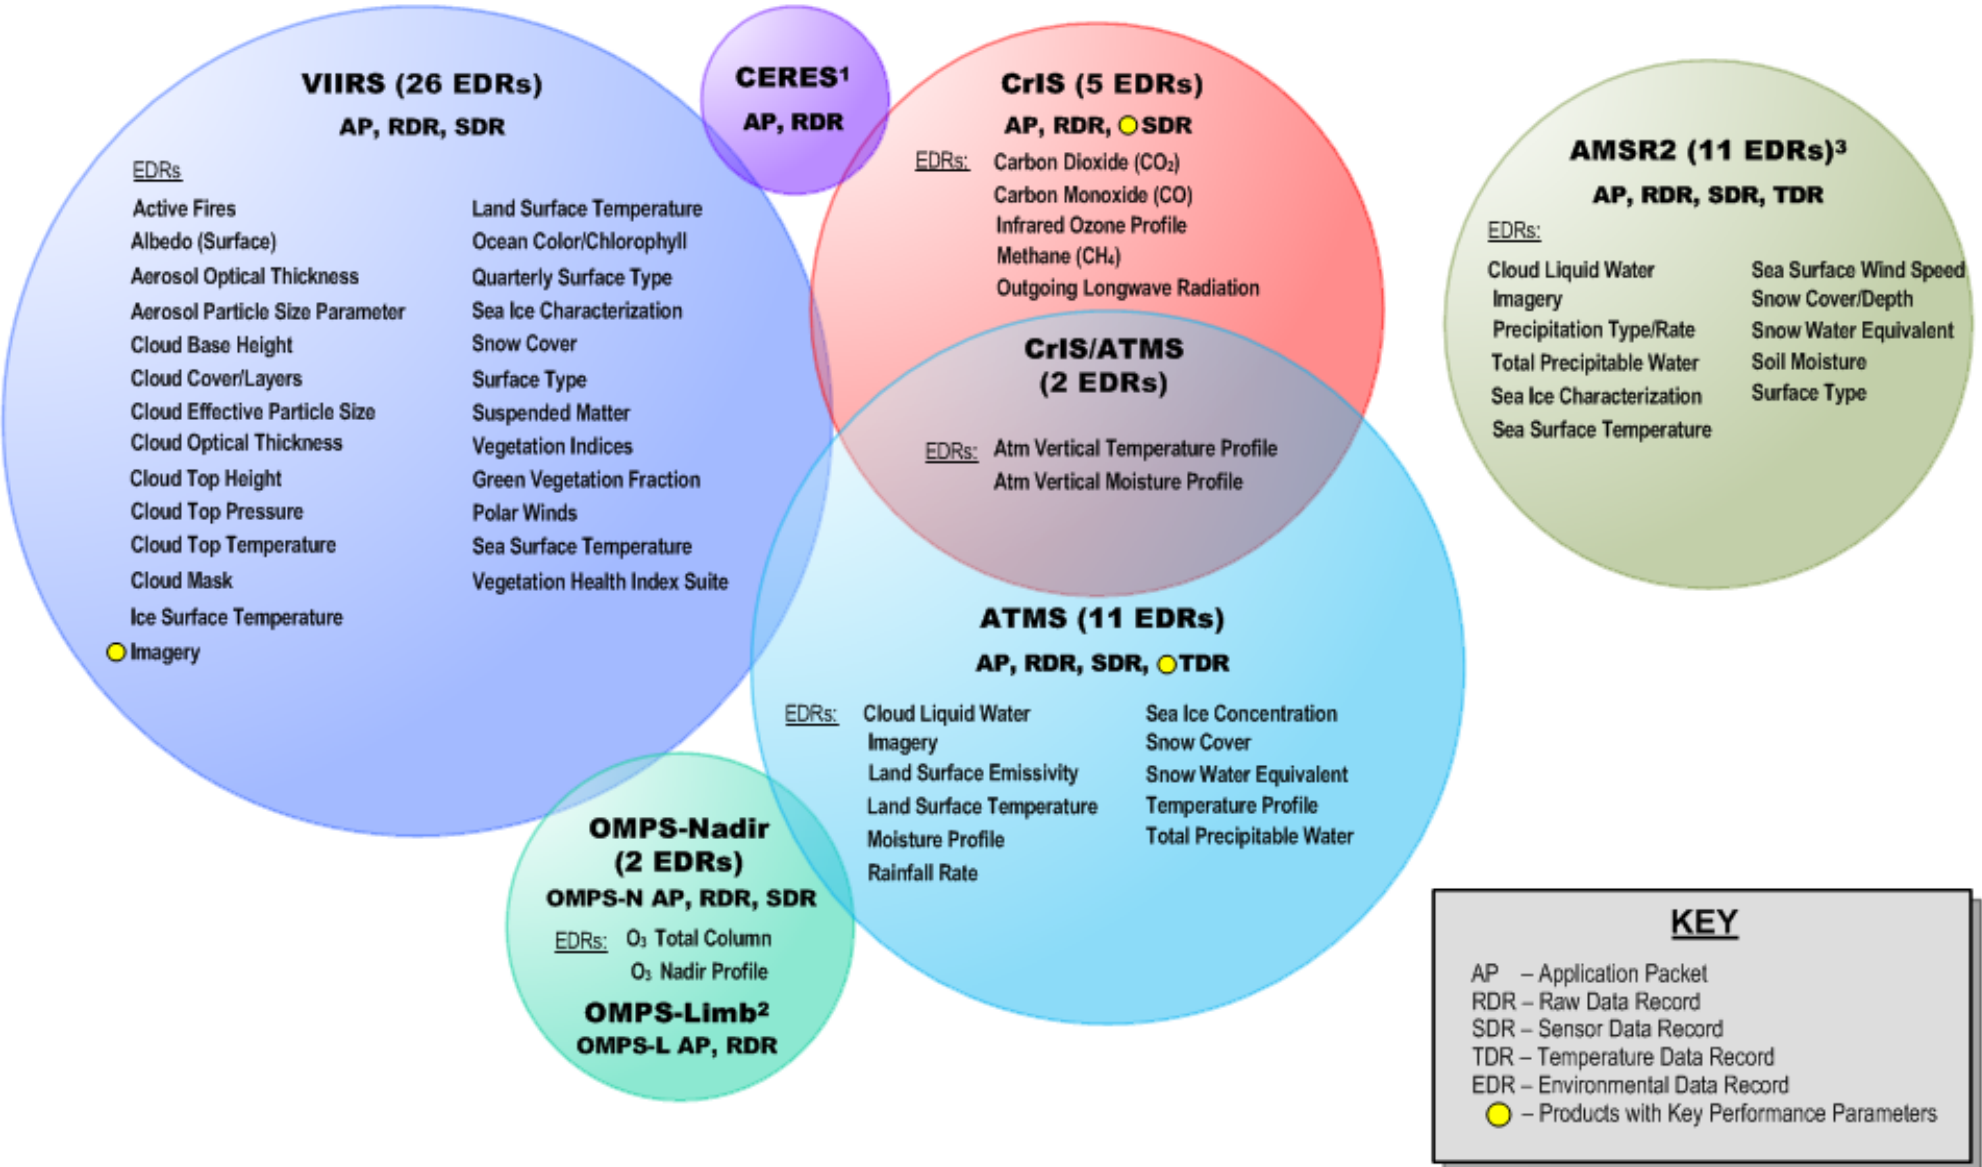 VIIRS (26 EDRs)
AP, RDR, SDR
EDRs
Active Fires
Albedo (Surface)
Aerosol Optical Thickness
Aerosol Particle Size Parameter
Cloud Base Height
Cloud Cover/Layers
Cloud Effective Particle Size
Cloud Optical Thickness
Cloud Top Height
Cloud Top Pressure
Cloud Top Temperature
Cloud Mask
Ice Surface Temperature
Imagery
Land Surface Temperature
Ocean Color/Chlorophyll
Quarterly Surface Type
Sea Ice Characterization
Snow Cover
Surface Type
Suspended Matter
Vegetation Indices
Green Vegetation Fraction
Polar Winds
Sea Surface Temperature
Vegetation Health Index Suite
CERES¹
AP, RDR
CrIS (5 EDRs)
AP, RDR, SDR
EDRs: Carbon Dioxide (CO₂)
Carbon Monoxide (CO)
Infrared Ozone Profile
Methane (CH₄)
Outgoing Longwave Radiation
CrIS/ATMS
(2 EDRs)
EDRs: Atm Vertical Temperature Profile
Atm Vertical Moisture Profile
ATMS (11 EDRs)
AP, RDR, SDR, TDR
EDRs: Cloud Liquid Water
Imagery
Land Surface Emissivity
Land Surface Temperature
Moisture Profile
Rainfall Rate
Sea Ice Concentration
Snow Cover
Snow Water Equivalent
Temperature Profile
Total Precipitable Water
AMSR2 (11 EDRs)³
AP, RDR, SDR, TDR
EDRs:
Cloud Liquid Water
Imagery
Precipitation Type/Rate
Total Precipitable Water
Sea Ice Characterization
Sea Surface Temperature
Sea Surface Wind Speed
Snow Cover/Depth
Snow Water Equivalent
Soil Moisture
Surface Type
OMPS-Nadir
(2 EDRs)
OMPS-N AP, RDR, SDR
EDRs: O₃ Total Column
O₃ Nadir Profile
OMPS-Limb²
OMPS-L AP, RDR
KEY
AP – Application Packet
RDR – Raw Data Record
SDR – Sensor Data Record
TDR – Temperature Data Record
EDR – Environmental Data Record
– Products with Key Performance Parameters